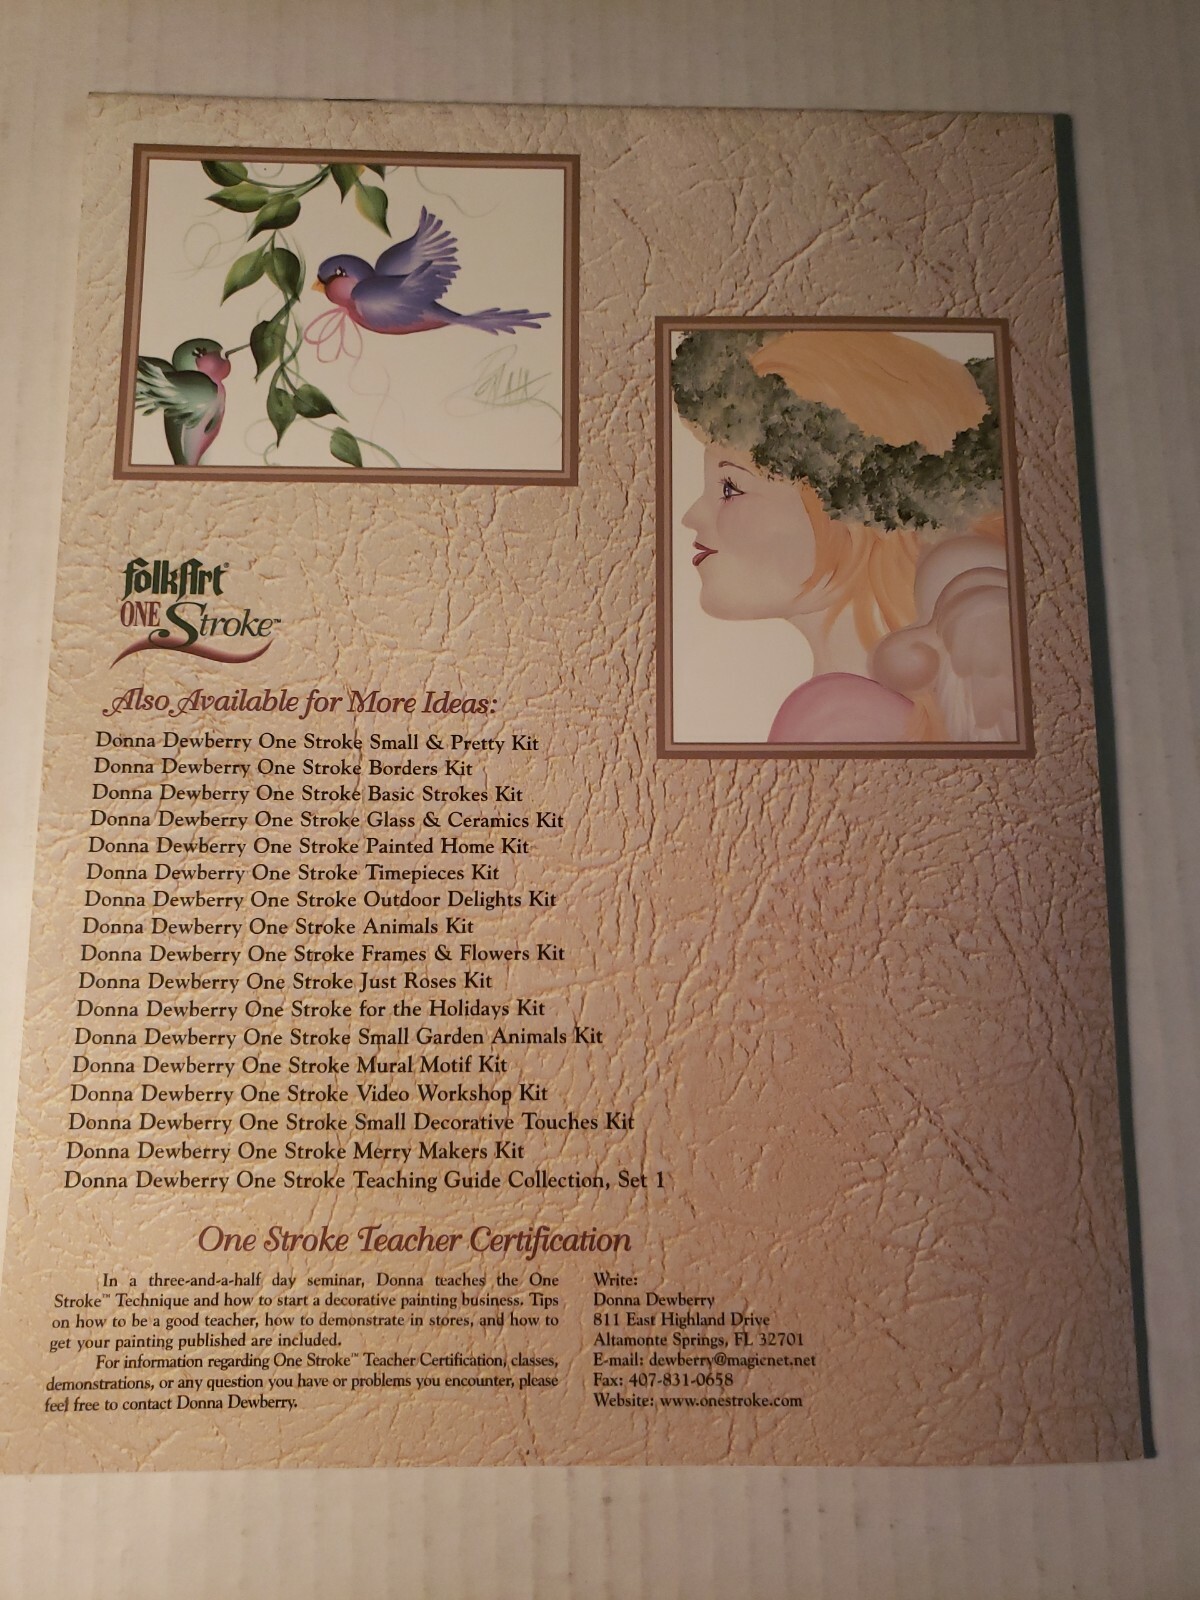 folkArt®
ONE Stroke™
Also Available for More Ideas:
Donna Dewberry One Stroke Small & Pretty Kit
Donna Dewberry One Stroke Borders Kit
Donna Dewberry One Stroke Basic Strokes Kit
Donna Dewberry One Stroke Glass & Ceramics Kit
Donna Dewberry One Stroke Painted Home Kit
Donna Dewberry One Stroke Timepieces Kit
Donna Dewberry One Stroke Outdoor Delights Kit
Donna Dewberry One Stroke Animals Kit
Donna Dewberry One Stroke Frames & Flowers Kit
Donna Dewberry One Stroke Just Roses Kit
Donna Dewberry One Stroke for the Holidays Kit
Donna Dewberry One Stroke Small Garden Animals Kit
Donna Dewberry One Stroke Mural Motif Kit
Donna Dewberry One Stroke Video Workshop Kit
Donna Dewberry One Stroke Small Decorative Touches Kit
Donna Dewberry One Stroke Merry Makers Kit
Donna Dewberry One Stroke Teaching Guide Collection, Set 1
One Stroke Teacher Certification
In a three-and-a-half day seminar, Donna teaches the One
Stroke™ Technique and how to start a decorative painting business. Tips
on how to be a good teacher, how to demonstrate in stores, and how to
get your painting published are included.
For information regarding One Stroke™ Teacher Certification, classes,
demonstrations, or any question you have or problems you encounter, please
feel free to contact Donna Dewberry.
Write:
Donna Dewberry
811 East Highland Drive
Altamonte Springs, FL 32701
E-mail: dewberry@magicnet.net
Fax: 407-831-0658
Website: www.onestroke.com